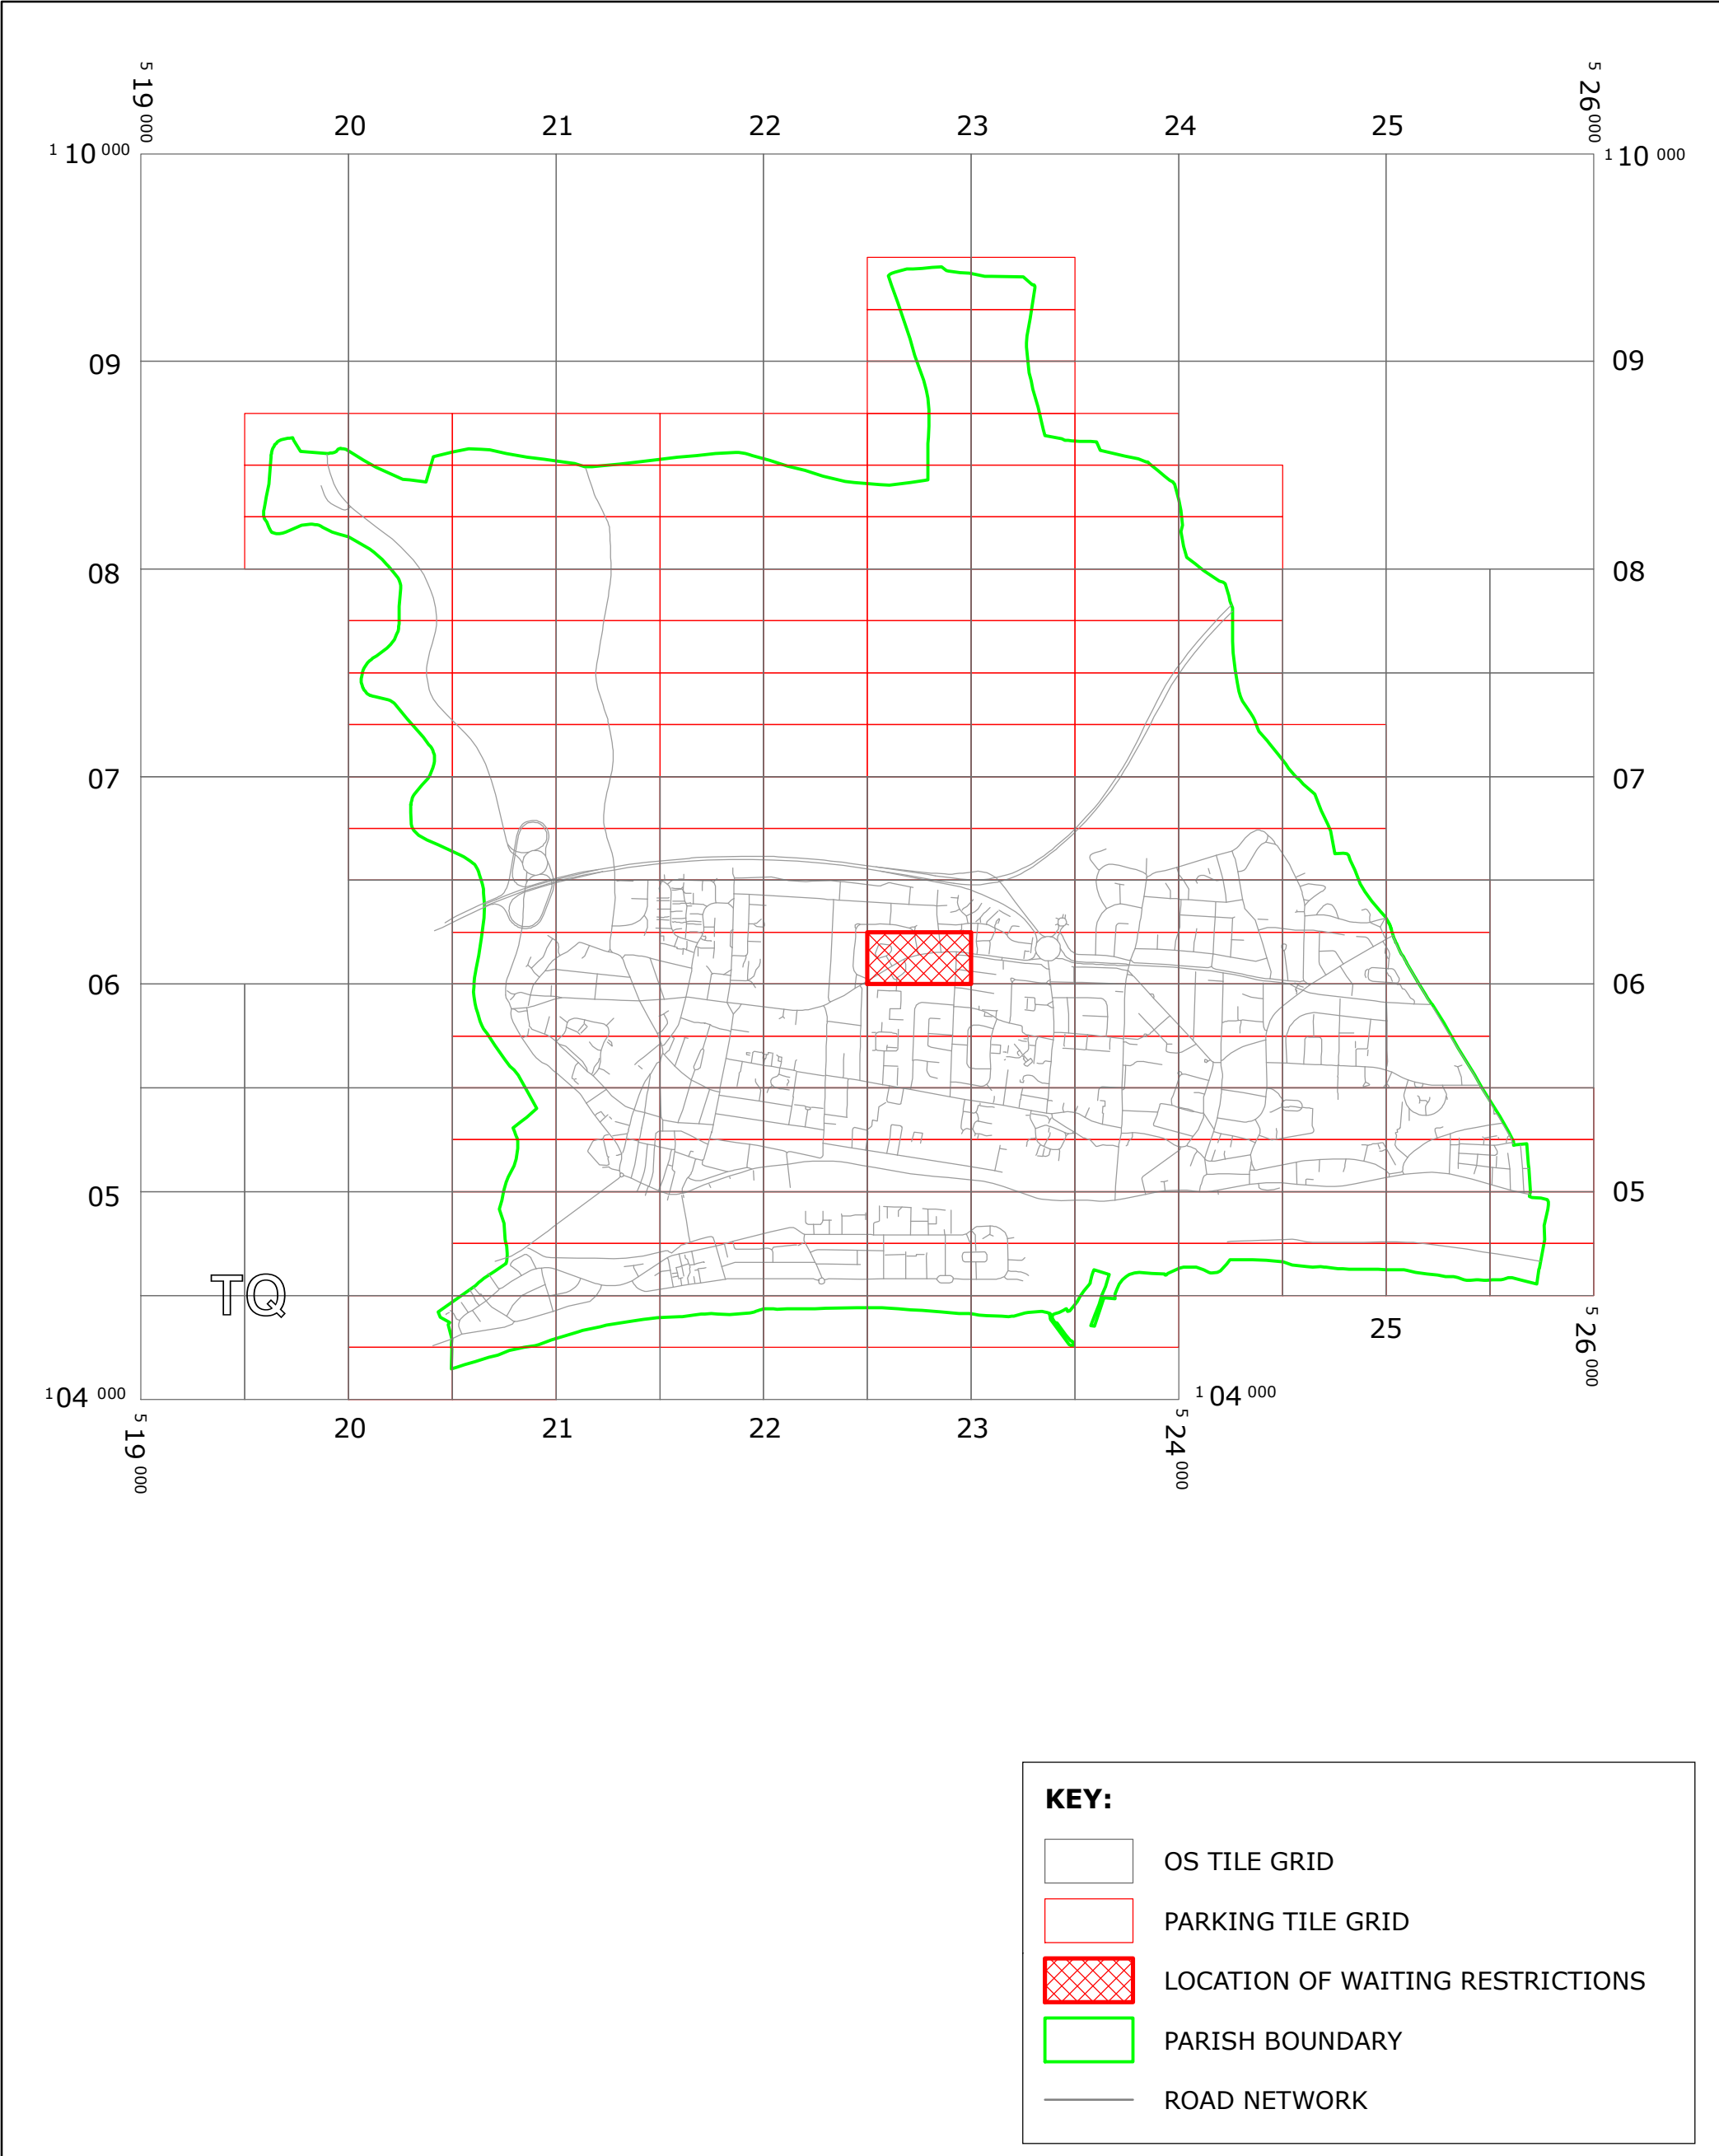 5 19 000
5 26 000
20 21 22 23 24 25
1 10 000
1 10 000
09
09
08
08
07
07
06
06
05
05
TQ
25
5 26 000
1 04 000
1 04 000
5 19 000
20 21 22 23
5 24 000
KEY:
OS TILE GRID
PARKING TILE GRID
LOCATION OF WAITING RESTRICTIONS
PARISH BOUNDARY
ROAD NETWORK